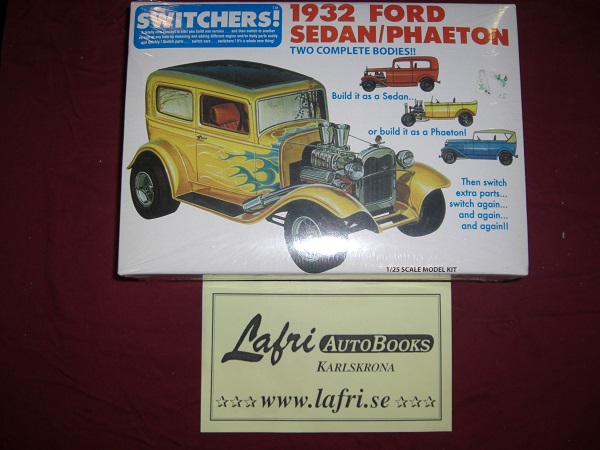 SWITCHERS!
TM
1932 FORD
SEDAN/PHAETON
TWO COMPLETE BODIES!!
Build it as a Sedan...
or build it as a Phaeton!
Then switch
extra parts...
switch again...
and again...
and again!!
1/25 SCALE MODEL KIT
Lafri AUTOBOOKS
KARLSKRONA
www.lafri.se